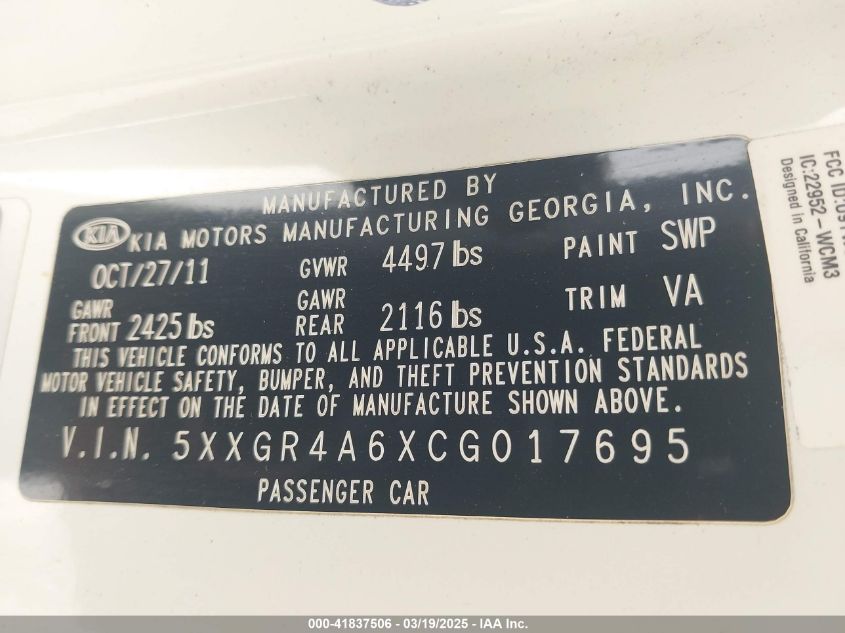 MANUFACTURED BY
KIA KIA MOTORS MANUFACTURING GEORGIA, INC.
OCT/27/11 GVWR 4497 lbs PAINT SWP
GAWR FRONT 2425 lbs GAWR REAR 2116 lbs TRIM VA
THIS VEHICLE CONFORMS TO ALL APPLICABLE U.S.A. FEDERAL
MOTOR VEHICLE SAFETY, BUMPER, AND THEFT PREVENTION STANDARDS
IN EFFECT ON THE DATE OF MANUFACTURE SHOWN ABOVE.
V.I.N. 5XXGR4A6XCG017695
PASSENGER CAR
FCC ID:
IC:22952-WCM3
Designed in California
000-41837506 - 03/19/2025 - IAA Inc.